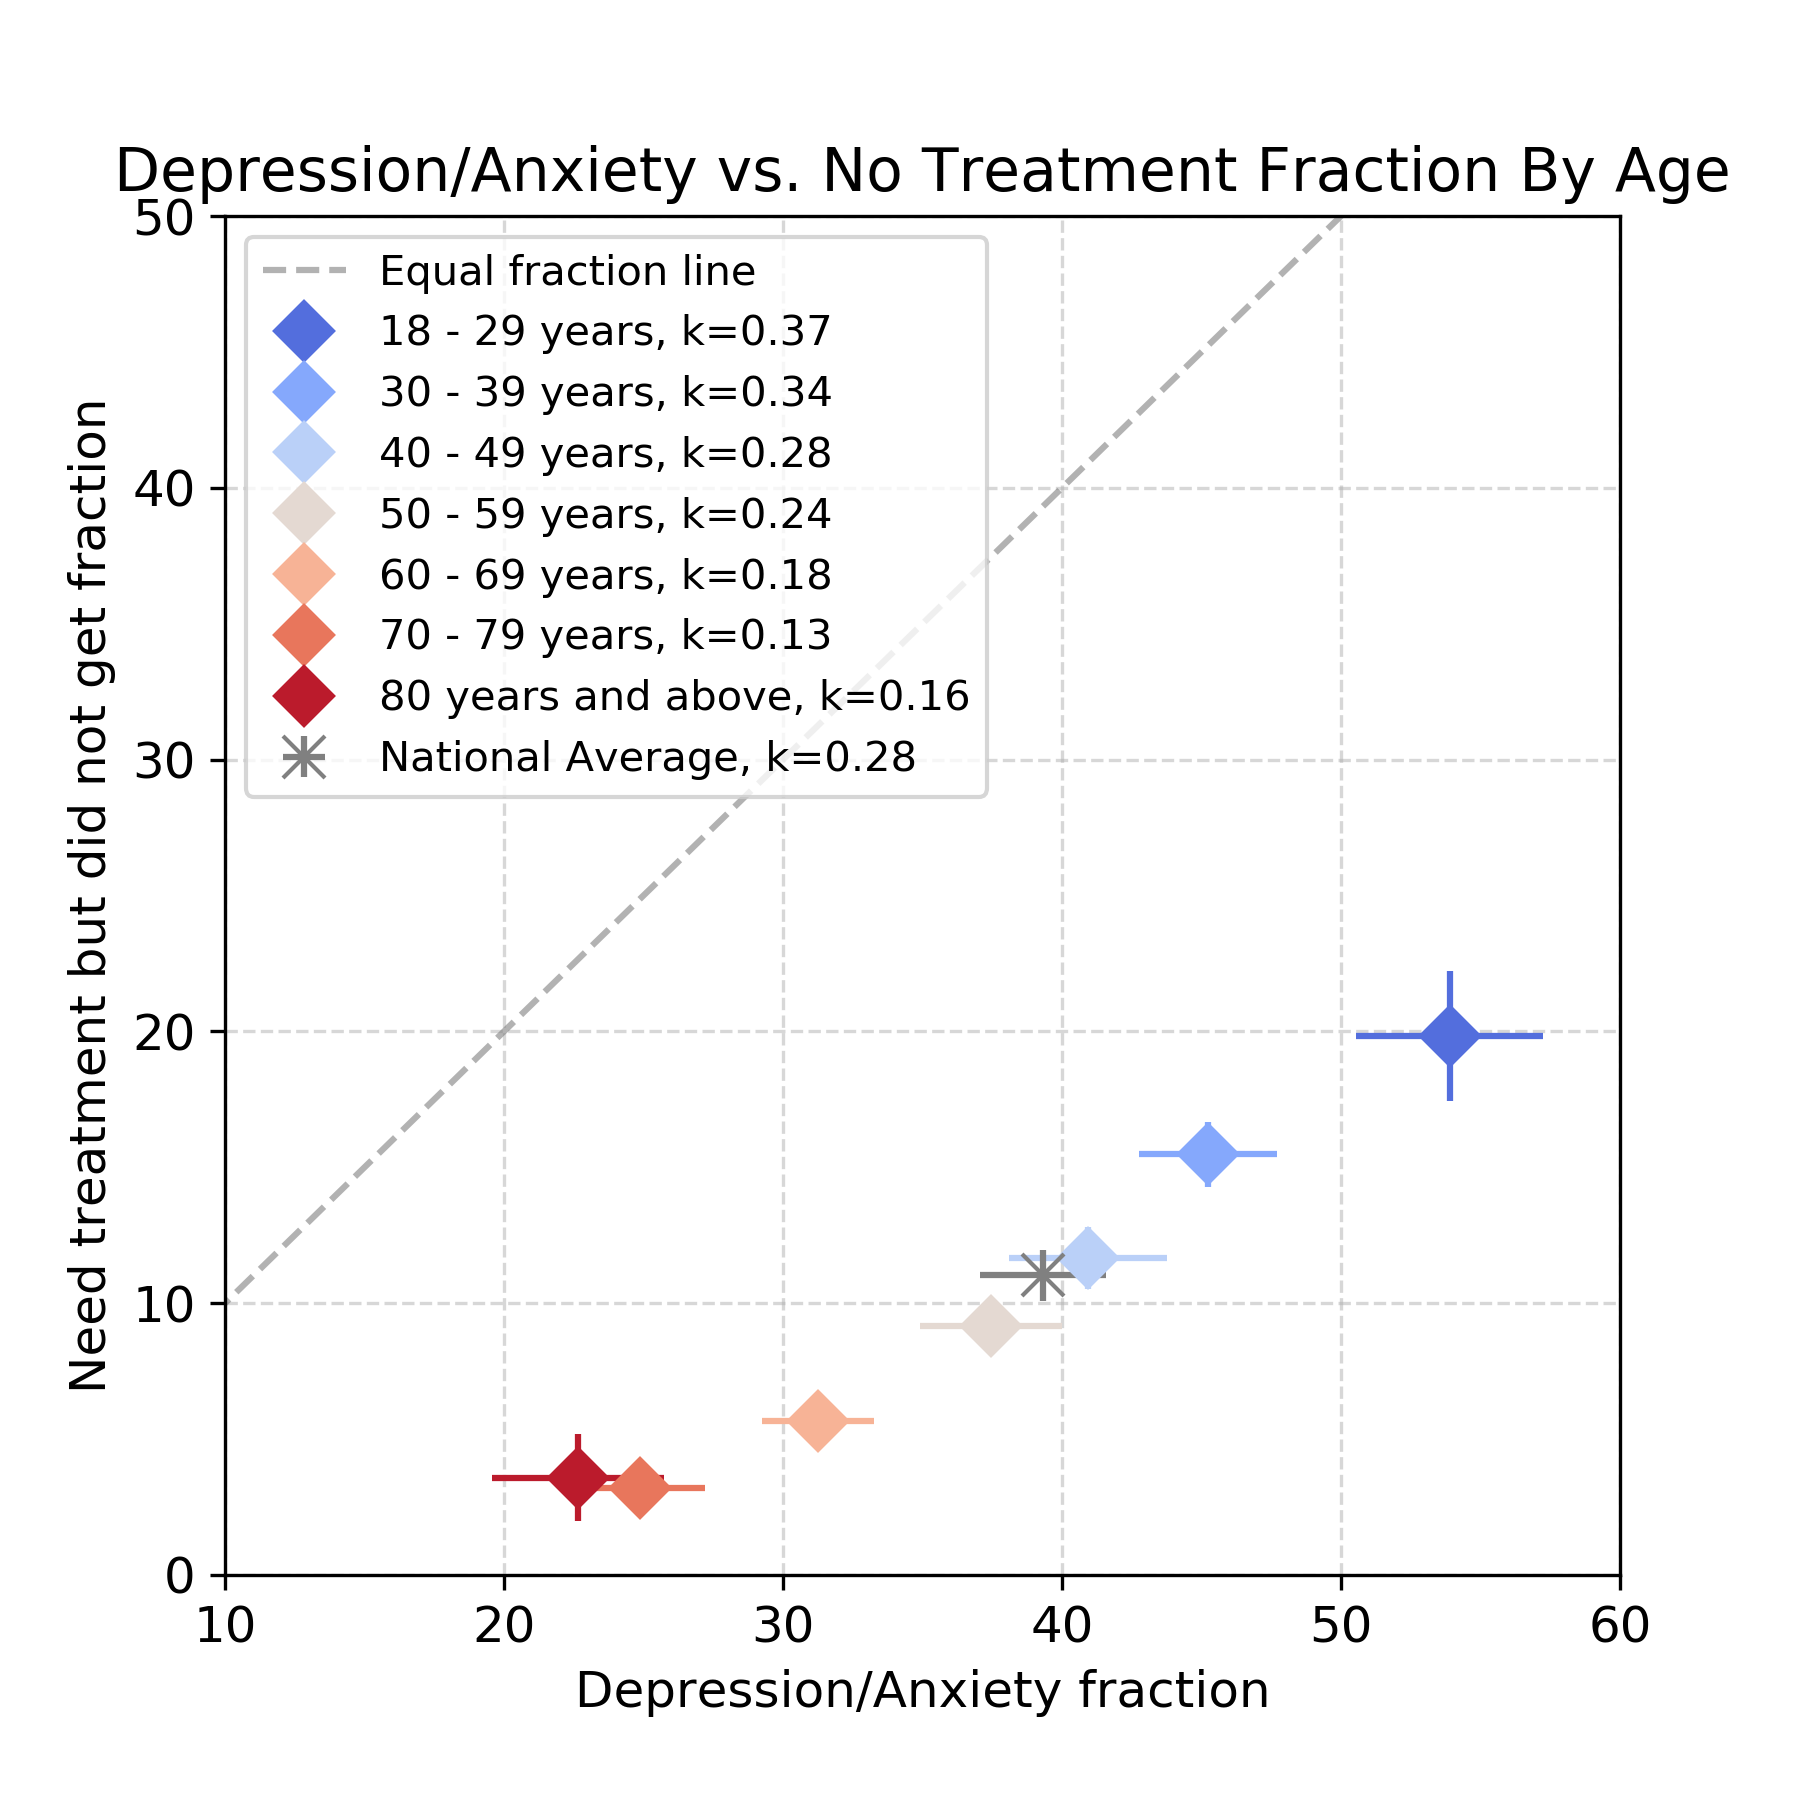 Depression/Anxiety vs. No Treatment Fraction By Age
50
40
30
20
10
0
Need treatment but did not get fraction
Equal fraction line
18 - 29 years, k=0.37
30 - 39 years, k=0.34
40 - 49 years, k=0.28
50 - 59 years, k=0.24
60 - 69 years, k=0.18
70 - 79 years, k=0.13
80 years and above, k=0.16
National Average, k=0.28
10 20 30 40 50 60
Depression/Anxiety fraction